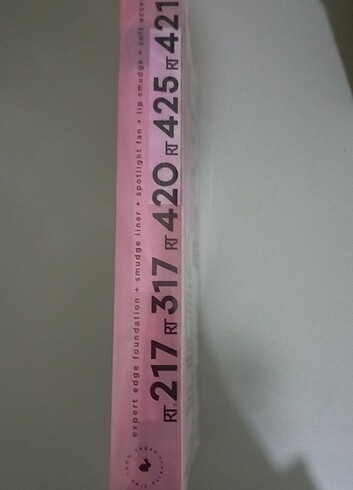 expert edge foundation + smudge liner + spotlight fan + lip smudge + soft acce
RT 217 RT 317 RT 420 RT 425 RT 421